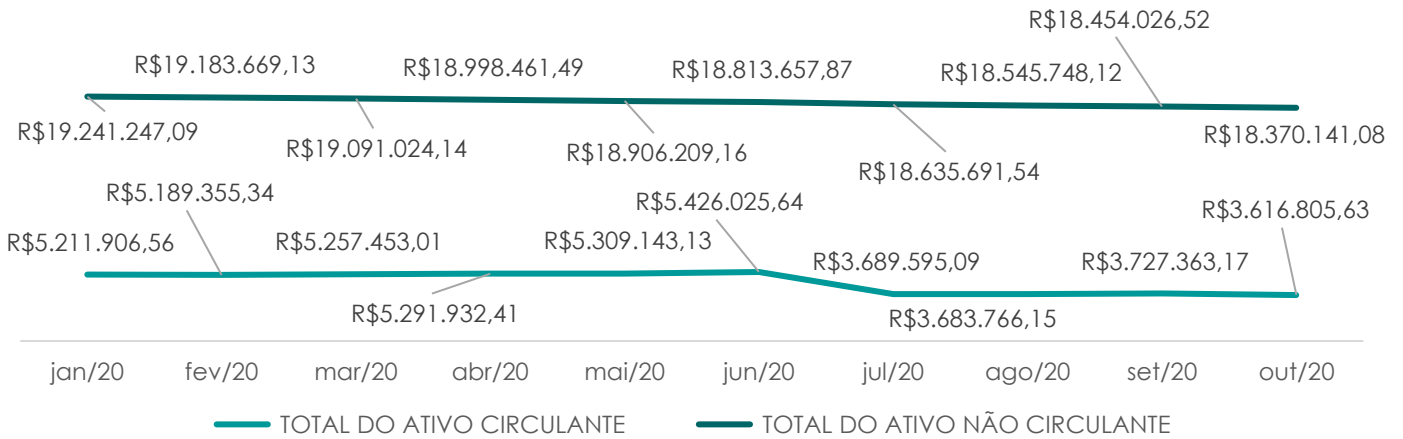 R$18.454.026,52
R$19.183.669,13 R$18.998.461,49 R$18.813.657,87 R$18.545.748,12
R$19.241.247,09 R$19.091.024,14 R$18.906.209,16 R$18.635.691,54 R$18.370.141,08
R$5.189.355,34 R$5.426.025,64 R$3.616.805,63
R$5.211.906,56 R$5.257.453,01 R$5.309.143,13 R$3.689.595,09 R$3.727.363,17
R$5.291.932,41 R$3.683.766,15
jan/20 fev/20 mar/20 abr/20 mai/20 jun/20 jul/20 ago/20 set/20 out/20
TOTAL DO ATIVO CIRCULANTE TOTAL DO ATIVO NÃO CIRCULANTE